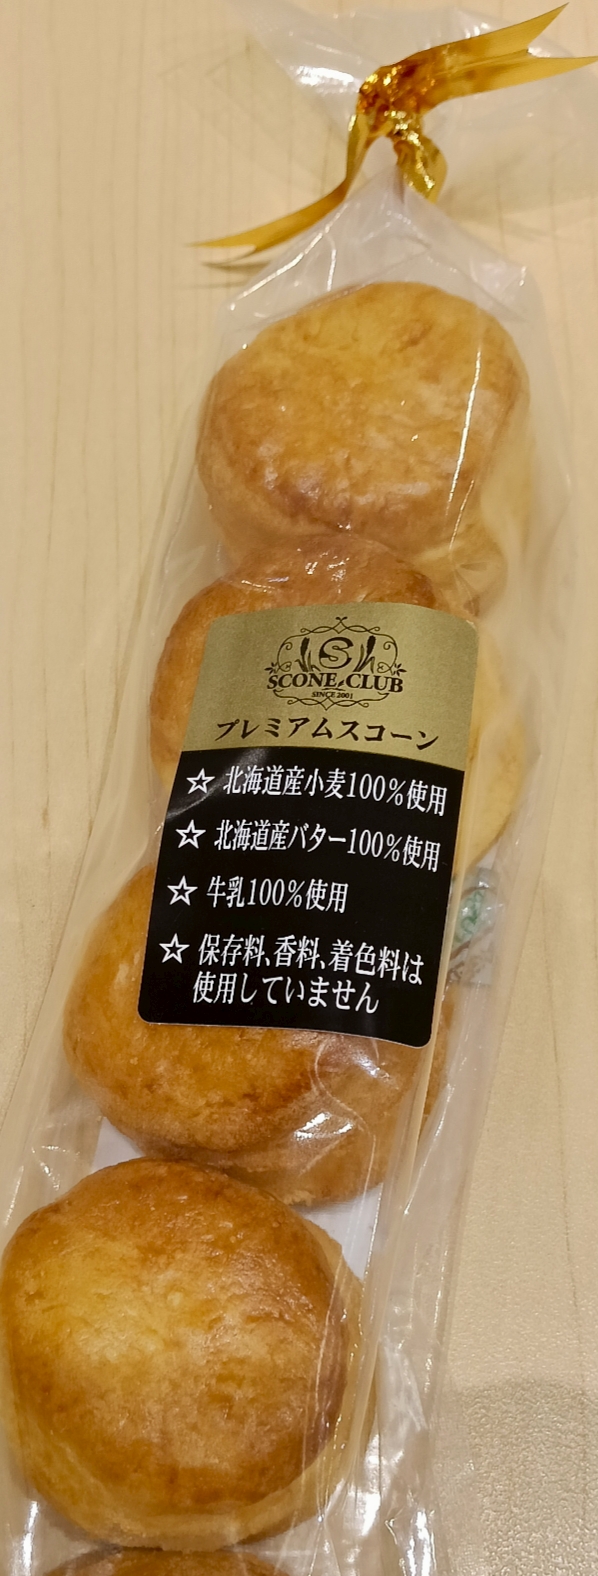 S
SCONE CLUB
SINCE 2001
プレミアムスコーン
☆ 北海道産小麦100%使用
☆ 北海道産バター100%使用
☆ 牛乳100%使用
☆ 保存料、香料、着色料は
使用していません